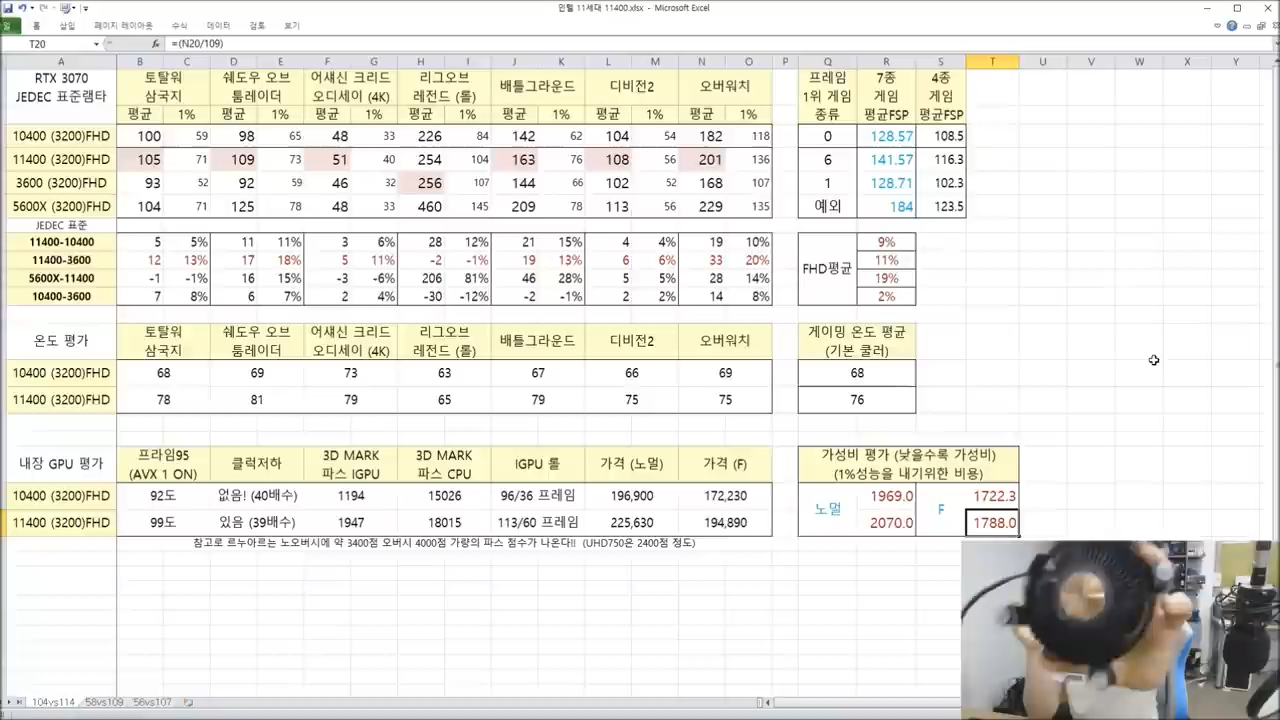 인텔 11세대 11400.xlsx - Microsoft Excel
일 홈 삽입 페이지 레이아웃 수식 데이터 검토 보기
T20 fx =(N20/109)
A B C D E F G H I J K L M N O P Q R S T U V W X Y
RTX 3070 JEDEC 표준램타
토탈워 삼국지
쉐도우 오브 툼레이더
어쌔신 크리드 오디세이 (4K)
리그오브 레전드 (롤)
배틀그라운드
디비전2
오버워치
프레임 1위 게임 종류
7종 게임 평균FSP
4종 게임 평균FSP
평균 1% 평균 1% 평균 1% 평균 1% 평균 1% 평균 1% 평균 1%
10400 (3200)FHD 100 59 98 65 48 33 226 84 142 62 104 54 182 118 0 128.57 108.5
11400 (3200)FHD 105 71 109 73 51 40 254 104 163 76 108 56 201 136 6 141.57 116.3
3600 (3200)FHD 93 52 92 59 46 32 256 107 144 66 102 52 168 107 1 128.71 102.3
5600X (3200)FHD 104 71 125 78 48 33 460 145 209 78 113 56 229 135 예외 184 123.5
JEDEC 표준
11400-10400 5 5% 11 11% 3 6% 28 12% 21 15% 4 4% 19 10% 9%
11400-3600 12 13% 17 18% 5 11% -2 -1% 19 13% 6 6% 33 20% FHD평균 11%
5600X-11400 -1 -1% 16 15% -3 -6% 206 81% 46 28% 5 5% 28 14% 19%
10400-3600 7 8% 6 7% 2 4% -30 -12% -2 -1% 2 2% 14 8% 2%
온도 평가
토탈워 삼국지
쉐도우 오브 툼레이더
어쌔신 크리드 오디세이 (4K)
리그오브 레전드 (롤)
배틀그라운드
디비전2
오버워치
게이밍 온도 평균 (기본 쿨러)
10400 (3200)FHD 68 69 73 63 67 66 69 68
11400 (3200)FHD 78 81 79 65 79 75 75 76
내장 GPU 평가
프라임95 (AVX 1 ON)
클럭저하
3D MARK 파스 IGPU
3D MARK 파스 CPU
IGPU 롤
가격 (노멀)
가격 (F)
가성비 평가 (낮을수록 가성비)
(1%성능을 내기위한 비용)
10400 (3200)FHD 92도 없음! (40배수) 1194 15026 96/36 프레임 196,900 172,230 노멀 1969.0 F 1722.3
11400 (3200)FHD 99도 있음 (39배수) 1947 18015 113/60 프레임 225,630 194,890 2070.0 1788.0
참고로 르누아르는 노오버시에 약 3400점 오버시 4000점 가량의 파스 점수가 나온다!! (UHD750은 2400점 정도)
104vs114 58vs109 58vs107